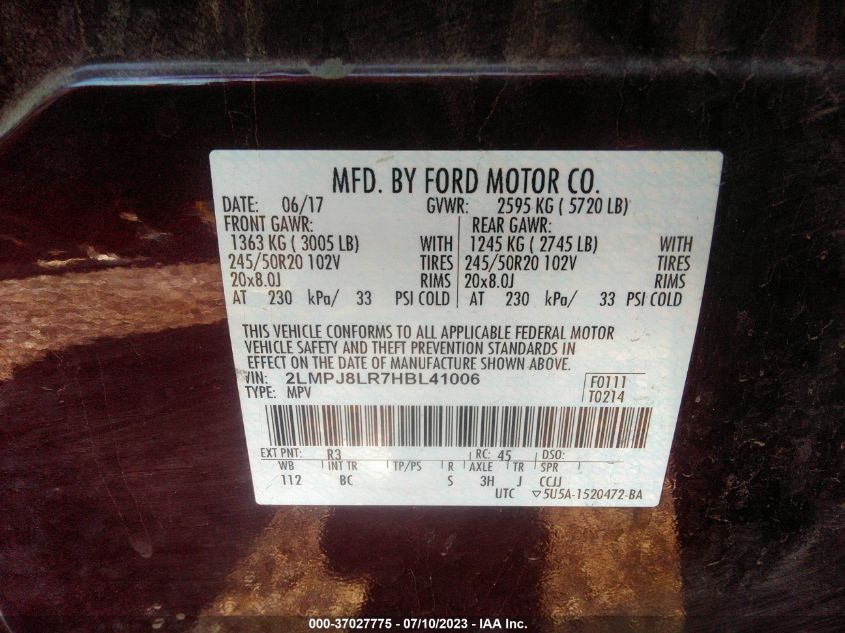 MFD. BY FORD MOTOR CO.
DATE: 06/17 GVWR: 2595 KG ( 5720 LB)
FRONT GAWR: REAR GAWR:
1363 KG ( 3005 LB) WITH 1245 KG ( 2745 LB) WITH
245/50R20 102V TIRES 245/50R20 102V TIRES
20x8.0J RIMS 20x8.0J RIMS
AT 230 kPa/ 33 PSI COLD AT 230 kPa/ 33 PSI COLD
THIS VEHICLE CONFORMS TO ALL APPLICABLE FEDERAL MOTOR
VEHICLE SAFETY AND THEFT PREVENTION STANDARDS IN
EFFECT ON THE DATE OF MANUFACTURE SHOWN ABOVE.
VIN: 2LMPJ8LR7HBL41006 F0111
TYPE: MPV T0214
EXT PNT: R3 RC: 45 DSO:
WB INT TR TP/PS R AXLE TR SPR
112 BC S 3H J CCJJ
UTC ▽5U5A-1520472-BA
000-37027775 - 07/10/2023 - IAA Inc.